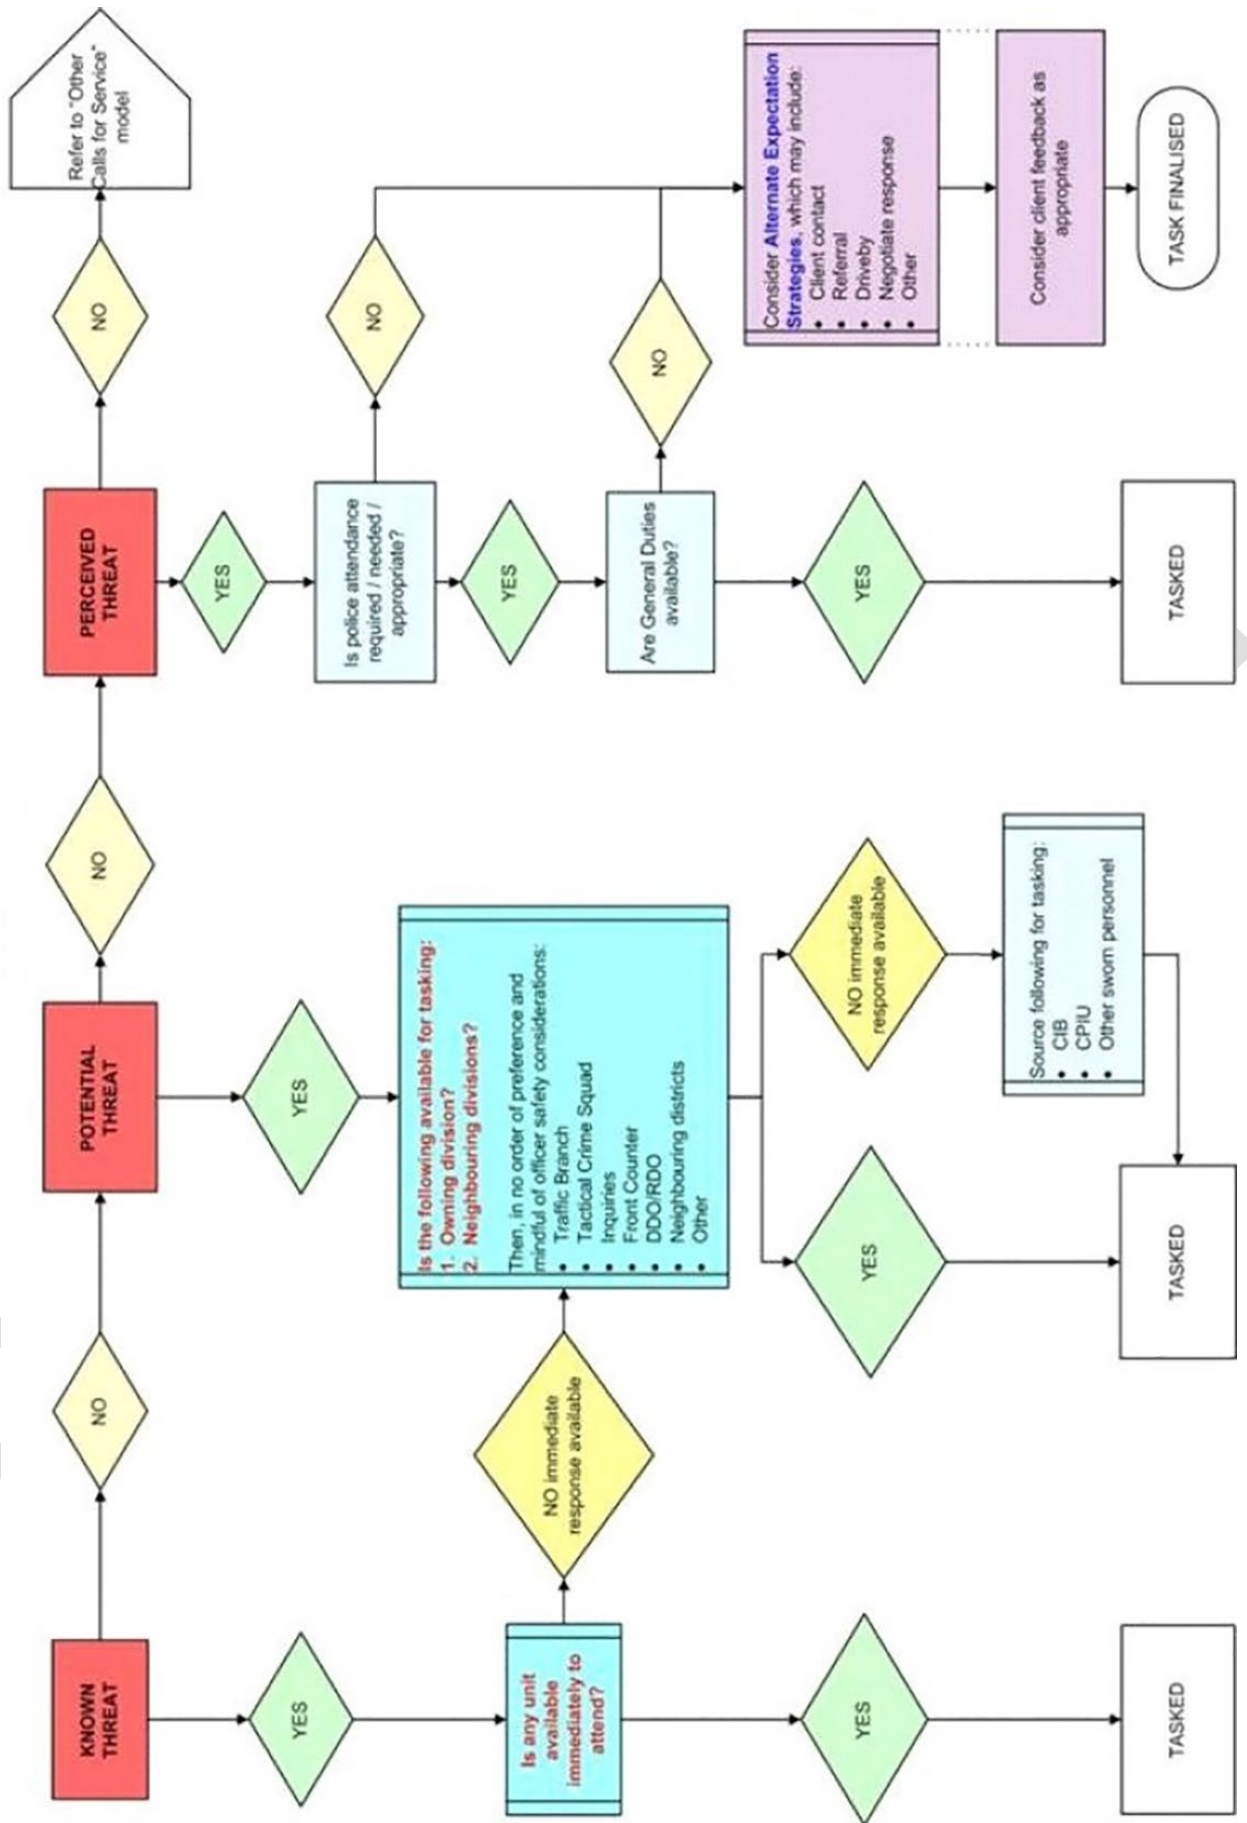 KNOWN
THREAT
NO
POTENTIAL
THREAT
NO
PERCEIVED
THREAT
NO
Refer to "Other
Calls for Service"
model
YES
YES
YES
Is police attendance
required / needed /
appropriate?
NO
Is any unit
available
immediately to
attend?
NO immediate
response available
Is the following available for tasking:
1. Owning division?
2. Neighbouring divisions?
Then, in no order of preference and
mindful of officer safety considerations:
• Traffic Branch
• Tactical Crime Squad
• Inquiries
• Front Counter
• DDO/RDO
• Neighbouring districts
• Other
YES
Are General Duties
available?
NO
Consider Alternate Expectation
Strategies, which may include:
• Client contact
• Referral
• Driveby
• Negotiate response
• Other
YES
YES
NO immediate
response available
YES
Source following for tasking:
• CIB
• CPIU
• Other sworn personnel
Consider client feedback as
appropriate
TASKED
TASKED
TASKED
TASK FINALISED